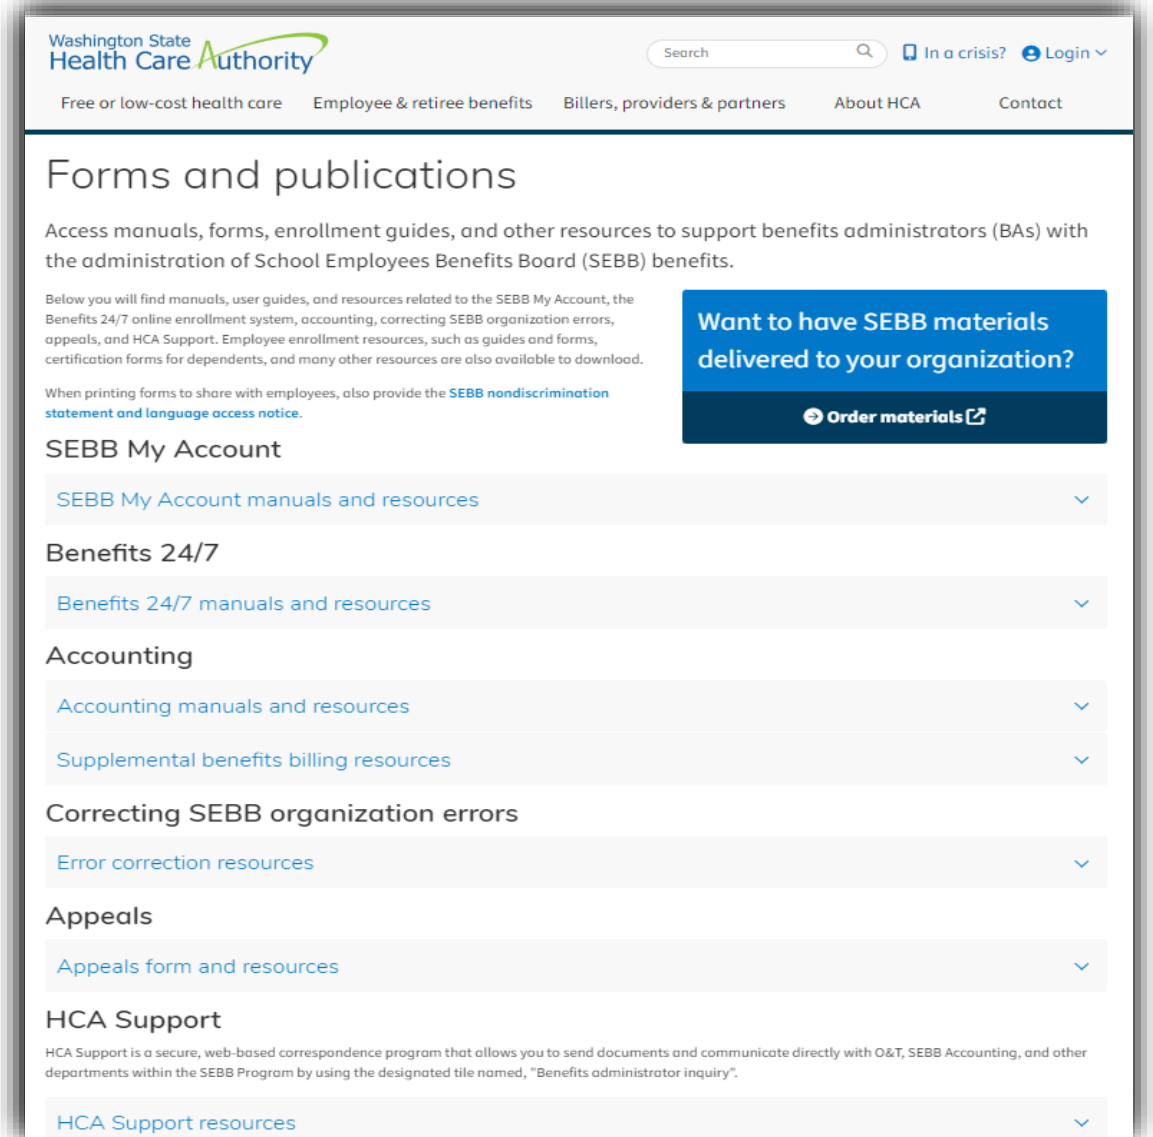 Washington State
Health Care Authority
Search
In a crisis?
Login
Free or low-cost health care
Employee & retiree benefits
Billers, providers & partners
About HCA
Contact
Forms and publications
Access manuals, forms, enrollment guides, and other resources to support benefits administrators (BAs) with
the administration of School Employees Benefits Board (SEBB) benefits.
Below you will find manuals, user guides, and resources related to the SEBB My Account, the
Benefits 24/7 online enrollment system, accounting, correcting SEBB organization errors,
appeals, and HCA Support. Employee enrollment resources, such as guides and forms,
certification forms for dependents, and many other resources are also available to download.
When printing forms to share with employees, also provide the SEBB nondiscrimination
statement and language access notice.
Want to have SEBB materials
delivered to your organization?
Order materials
SEBB My Account
SEBB My Account manuals and resources
Benefits 24/7
Benefits 24/7 manuals and resources
Accounting
Accounting manuals and resources
Supplemental benefits billing resources
Correcting SEBB organization errors
Error correction resources
Appeals
Appeals form and resources
HCA Support
HCA Support is a secure, web-based correspondence program that allows you to send documents and communicate directly with O&T, SEBB Accounting, and other
departments within the SEBB Program by using the designated tile named, "Benefits administrator inquiry".
HCA Support resources